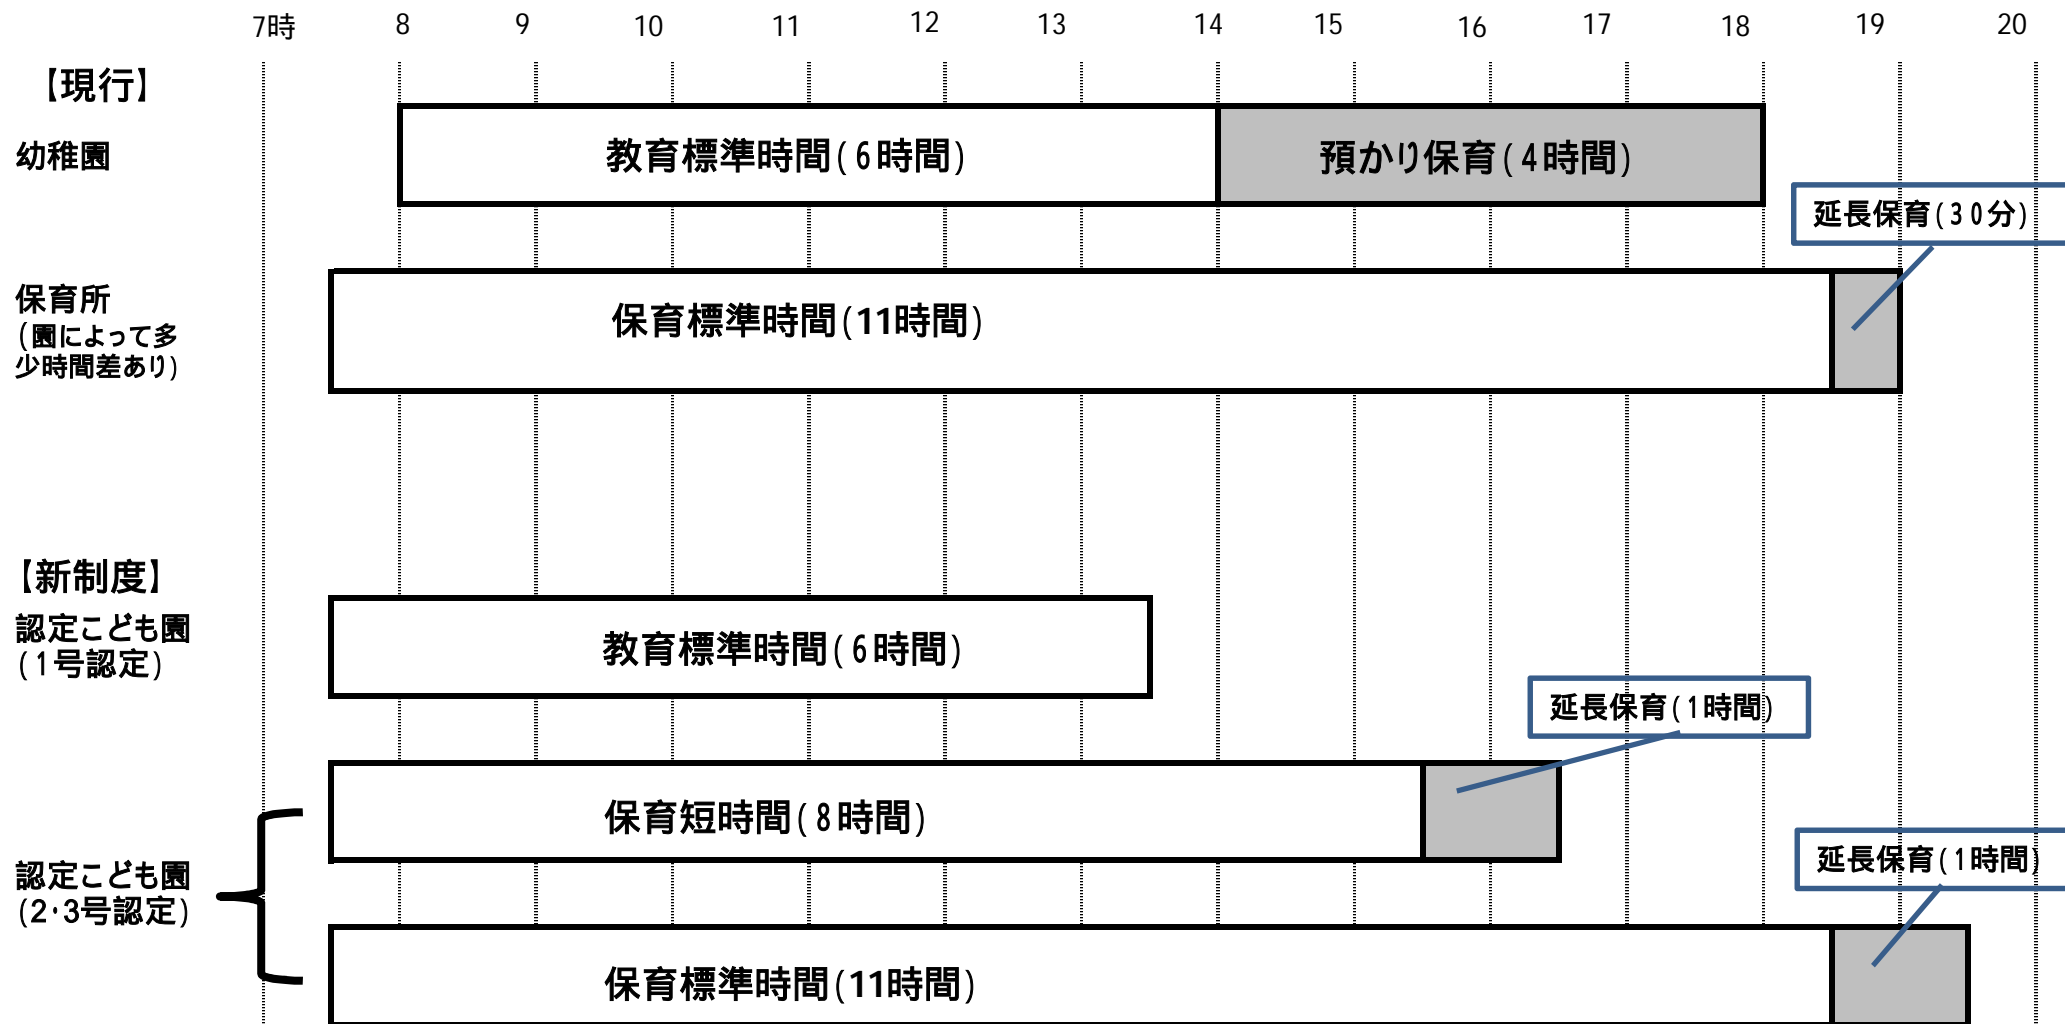 7時 8 9 10 11 12 13 14 15 16 17 18 19 20
【現行】
幼稚園
教育標準時間(6時間)
預かり保育(4時間)
延長保育(30分)
保育所
(園によって多
少時間差あり)
保育標準時間(11時間)
【新制度】
認定こども園
(1号認定)
教育標準時間(6時間)
延長保育(1時間)
保育短時間(8時間)
認定こども園
(2・3号認定)
延長保育(1時間)
保育標準時間(11時間)